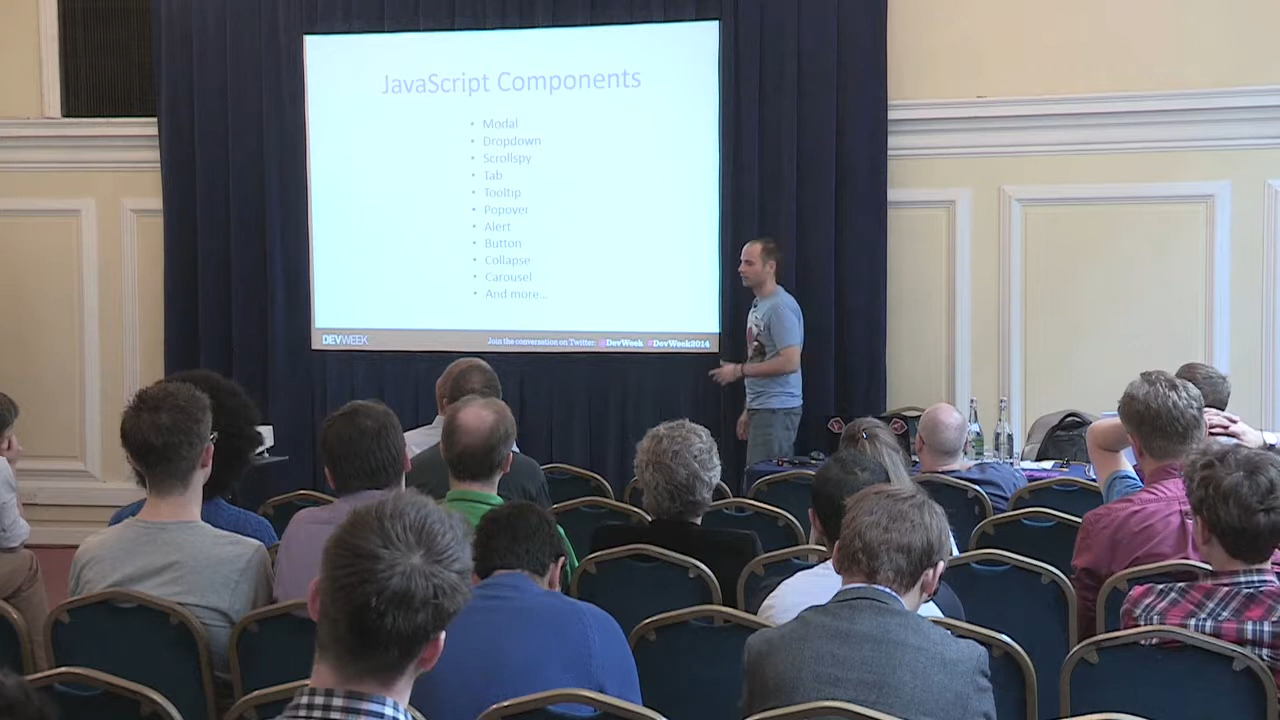 JavaScript Components
• Modal
• Dropdown
• Scrollspy
• Tab
• Tooltip
• Popover
• Alert
• Button
• Collapse
• Carousel
• And more...
DEVWEEK
Join the conversation on Twitter: @DevWeek #DevWeek2014